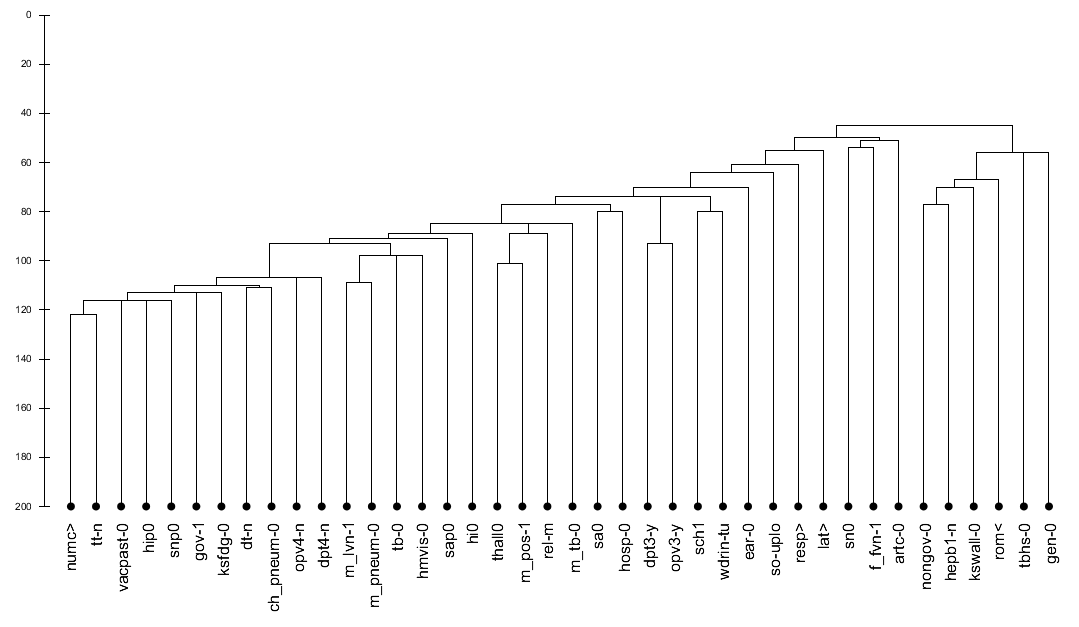 0
20
40
60
80
100
120
140
160
180
200
numc>
tt-n
vacpast-0
hip0
snp0
gov-1
ksfdg-0
dt-n
ch_pneum-0
opv4-n
dpt4-n
m_lvn-1
m_pneum-0
tb-0
hmvis-0
sap0
hil0
thall0
m_pos-1
rel-m
m_tb-0
sa0
hosp-0
dpt3-y
opv3-y
sch1
wdrin-tu
ear-0
so-uplo
resp>
lat>
sn0
f_fvn-1
artc-0
nongov-0
hepb1-n
kswall-0
rom<
tbhs-0
gen-0